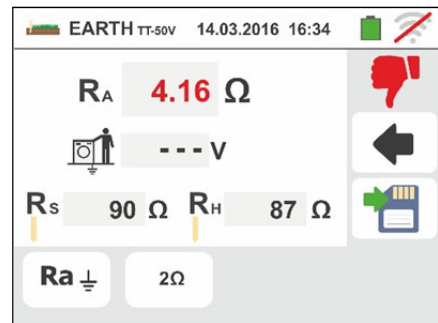 EARTH TT-50V 14.03.2016 16:34
RA 4.16 Ω
- - - V
RS 90 Ω RH 87 Ω
Ra 2Ω